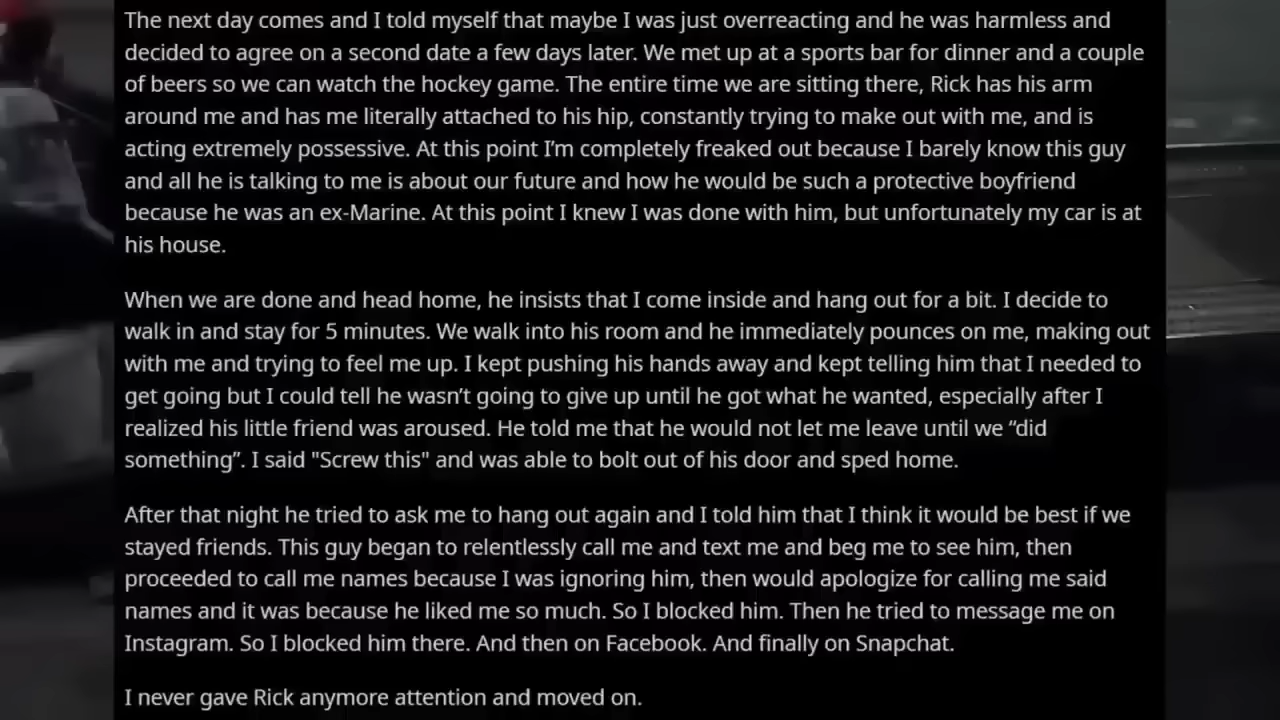 The next day comes and I told myself that maybe I was just overreacting and he was harmless and
decided to agree on a second date a few days later. We met up at a sports bar for dinner and a couple
of beers so we can watch the hockey game. The entire time we are sitting there, Rick has his arm
around me and has me literally attached to his hip, constantly trying to make out with me, and is
acting extremely possessive. At this point I’m completely freaked out because I barely know this guy
and all he is talking to me is about our future and how he would be such a protective boyfriend
because he was an ex-Marine. At this point I knew I was done with him, but unfortunately my car is at
his house.
When we are done and head home, he insists that I come inside and hang out for a bit. I decide to
walk in and stay for 5 minutes. We walk into his room and he immediately pounces on me, making out
with me and trying to feel me up. I kept pushing his hands away and kept telling him that I needed to
get going but I could tell he wasn’t going to give up until he got what he wanted, especially after I
realized his little friend was aroused. He told me that he would not let me leave until we “did
something”. I said "Screw this" and was able to bolt out of his door and sped home.
After that night he tried to ask me to hang out again and I told him that I think it would be best if we
stayed friends. This guy began to relentlessly call me and text me and beg me to see him, then
proceeded to call me names because I was ignoring him, then would apologize for calling me said
names and it was because he liked me so much. So I blocked him. Then he tried to message me on
Instagram. So I blocked him there. And then on Facebook. And finally on Snapchat.
I never gave Rick anymore attention and moved on.